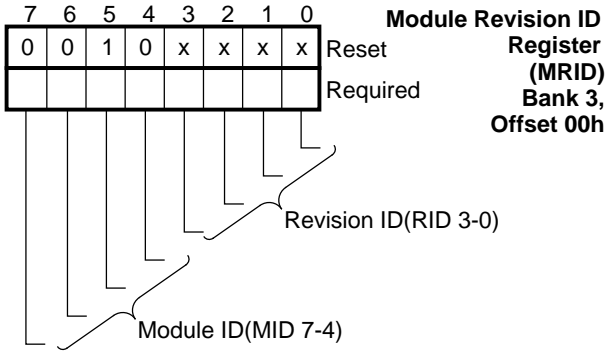 7 6 5 4 3 2 1 0
Module Revision ID
Register
(MRID)
Bank 3,
Offset 00h
0 0 1 0 x x x x Reset
Required
Revision ID(RID 3-0)
Module ID(MID 7-4)